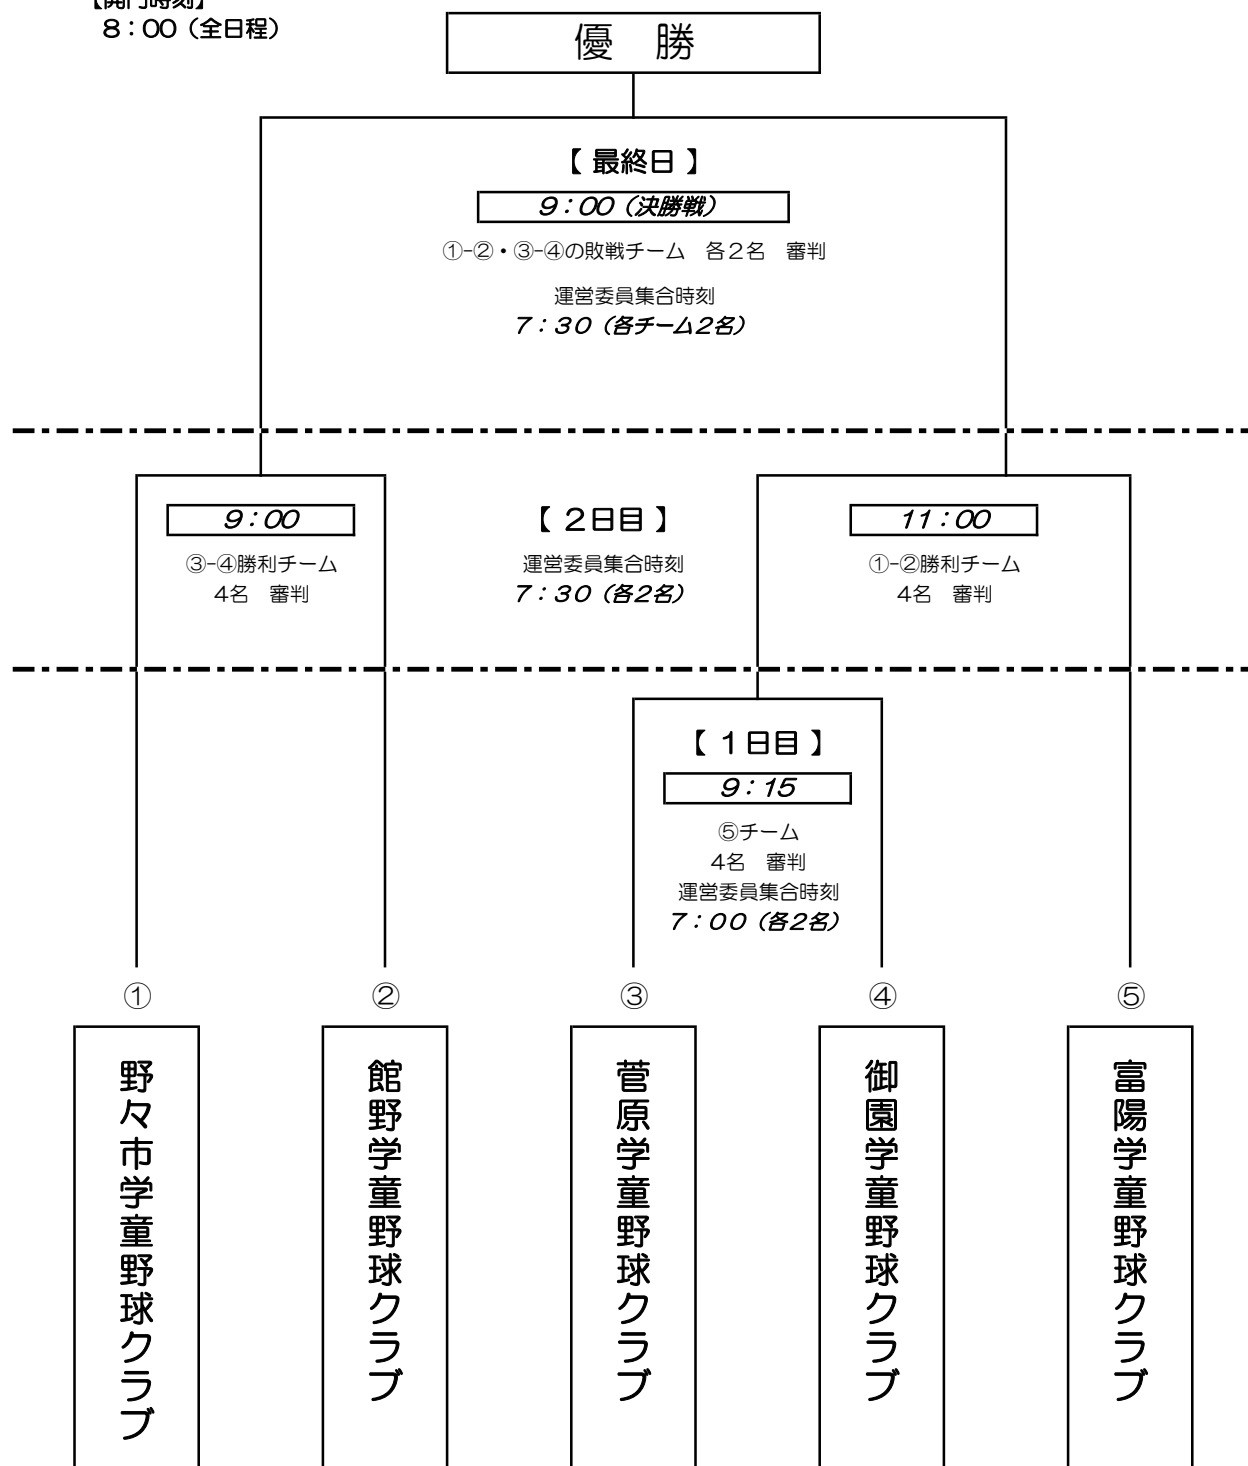 【開門時刻】
８：００（全日程）
優　勝
【 最終日 】
９：００（決勝戦）
①-②・③-④の敗戦チーム　各２名　審判
運営委員集合時刻
７：３０（各チーム2名）
９：００
③-④勝利チーム
4名　審判
【 ２日目 】
運営委員集合時刻
７：３０（各2名）
１１：００
①-②勝利チーム
4名　審判
【 １日目 】
９：１５
⑤チーム
4名　審判
運営委員集合時刻
７：００（各2名）
①
②
③
④
⑤
野々市学童野球クラブ
館野学童野球クラブ
菅原学童野球クラブ
御園学童野球クラブ
富陽学童野球クラブ